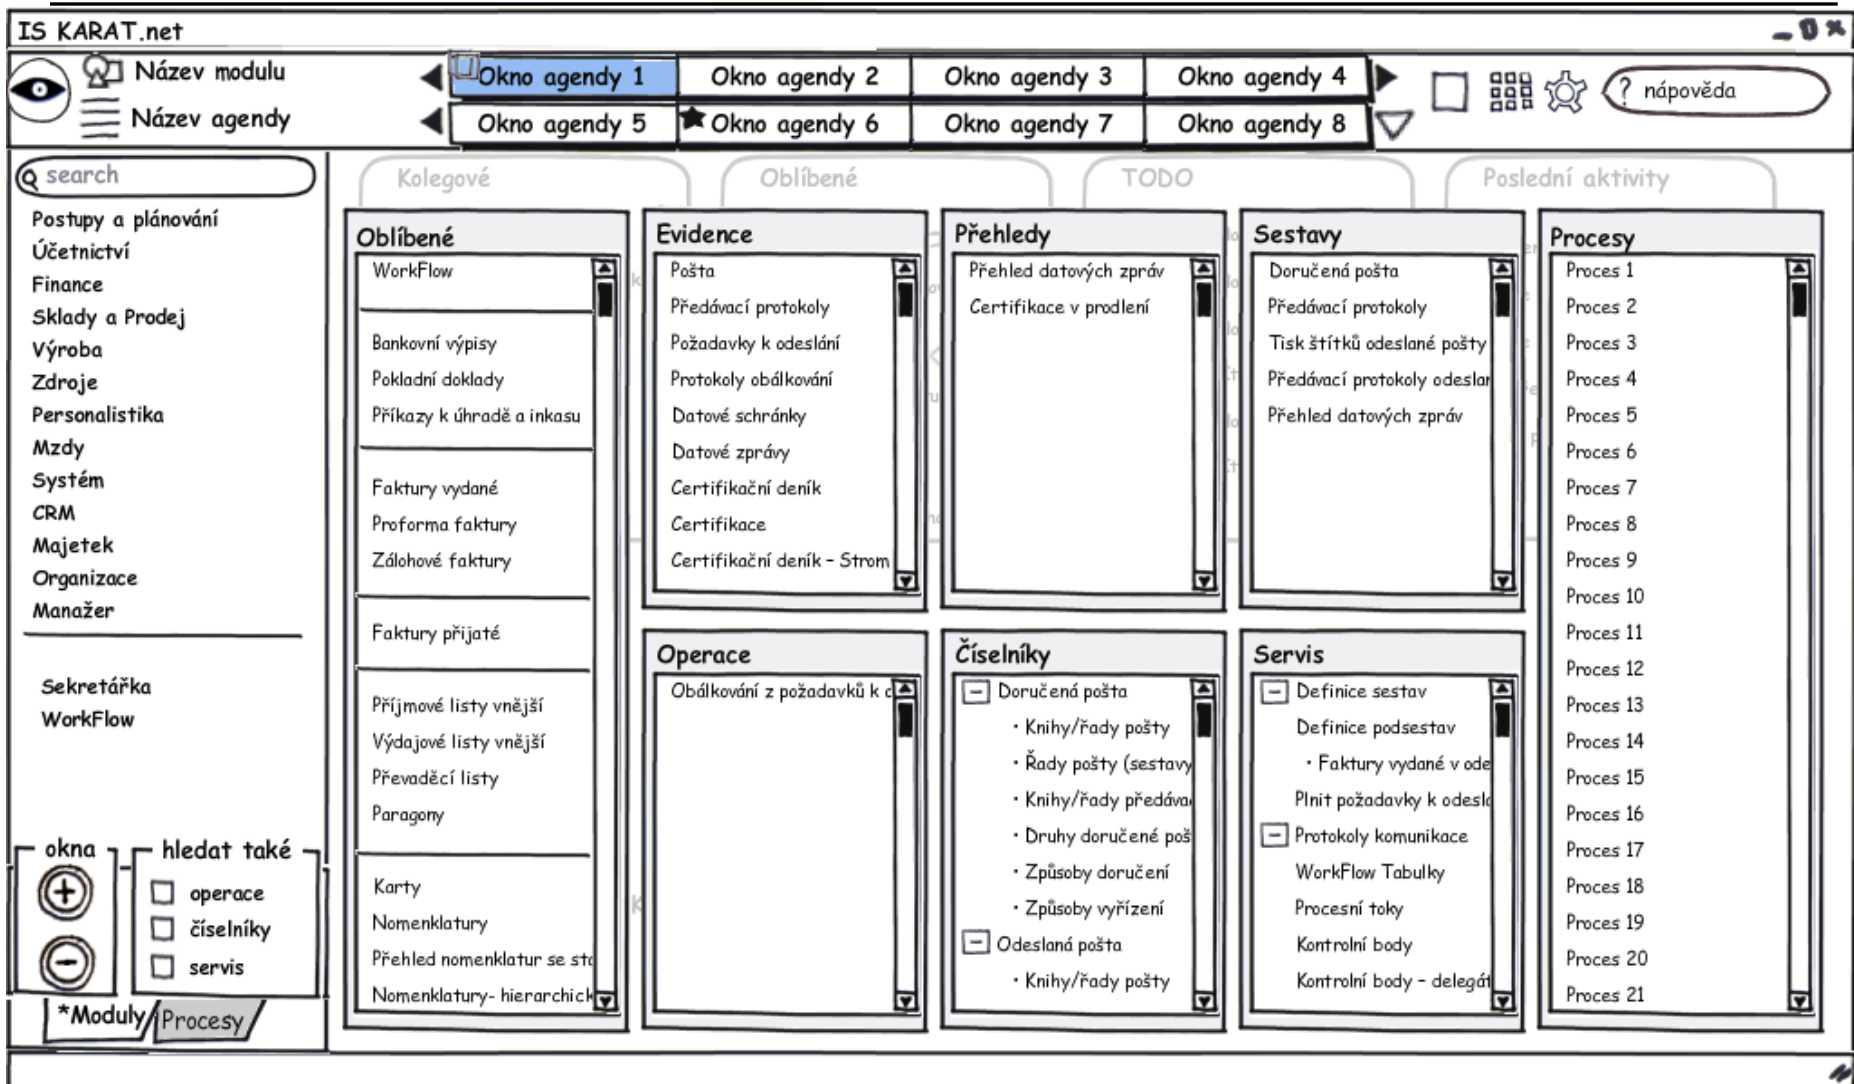 IS KARAT.net
Název modulu
Název agendy
Okno agendy 1
Okno agendy 2
Okno agendy 3
Okno agendy 4
Okno agendy 5
Okno agendy 6
Okno agendy 7
Okno agendy 8
? nápověda
search
Postupy a plánování
Účetnictví
Finance
Sklady a Prodej
Výroba
Zdroje
Personalistika
Mzdy
Systém
CRM
Majetek
Organizace
Manažer
Sekretářka
WorkFlow
okna
+
-
hledat také
operace
číselníky
servis
*Moduly
Procesy
Kolegové
Oblíbené
TODO
Poslední aktivity
Oblíbené
WorkFlow
Bankovní výpisy
Pokladní doklady
Příkazy k úhradě a inkasu
Faktury vydané
Proforma faktury
Zálohové faktury
Faktury přijaté
Příjmové listy vnější
Výdajové listy vnější
Převaděcí listy
Paragony
Karty
Nomenklatury
Přehled nomenklatur se sto
Nomenklatury- hierarchick
Evidence
Pošta
Předávací protokoly
Požadavky k odeslání
Protokoly obálkování
Datové schránky
Datové zprávy
Certifikační deník
Certifikace
Certifikační deník - Strom
Přehledy
Přehled datových zpráv
Certifikace v prodlení
Sestavy
Doručená pošta
Předávací protokoly
Tisk štítků odeslané pošty
Předávací protokoly odeslan
Přehled datových zpráv
Operace
Obálkování z požadavků k o
Číselníky
- Doručená pošta
· Knihy/řady pošty
· Řady pošty (sestavy
· Knihy/řady předávac
· Druhy doručené poš
· Způsoby doručení
· Způsoby vyřízení
- Odeslaná pošta
· Knihy/řady pošty
Servis
- Definice sestav
Definice podsestav
· Faktury vydané v ode
Plnit požadavky k odesla
- Protokoly komunikace
WorkFlow Tabulky
Procesní toky
Kontrolní body
Kontrolní body - delegát
Procesy
Proces 1
Proces 2
Proces 3
Proces 4
Proces 5
Proces 6
Proces 7
Proces 8
Proces 9
Proces 10
Proces 11
Proces 12
Proces 13
Proces 14
Proces 15
Proces 16
Proces 17
Proces 18
Proces 19
Proces 20
Proces 21